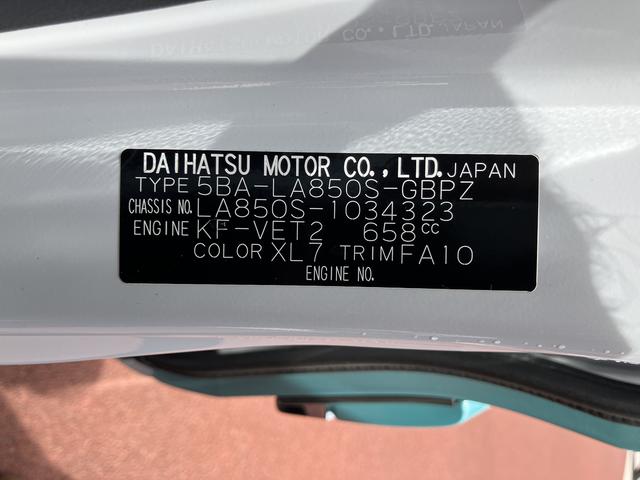 DAIHATSU MOTOR CO., LTD. JAPAN
TYPE 5BA-LA850S-GBPZ
CHASSIS NO. LA850S-1034323
ENGINE KF-VET2 658cc
COLOR XL7 TRIM FA10
ENGINE NO.